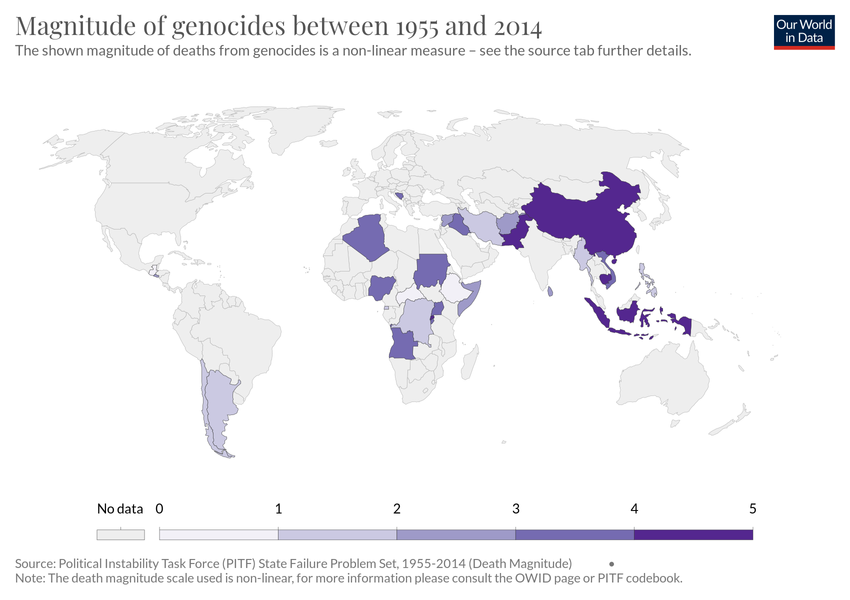 Magnitude of genocides between 1955 and 2014
Our World
in Data
The shown magnitude of deaths from genocides is a non-linear measure – see the source tab further details.
No data 0 1 2 3 4 5
Source: Political Instability Task Force (PITF) State Failure Problem Set, 1955-2014 (Death Magnitude) •
Note: The death magnitude scale used is non-linear, for more information please consult the OWID page or PITF codebook.